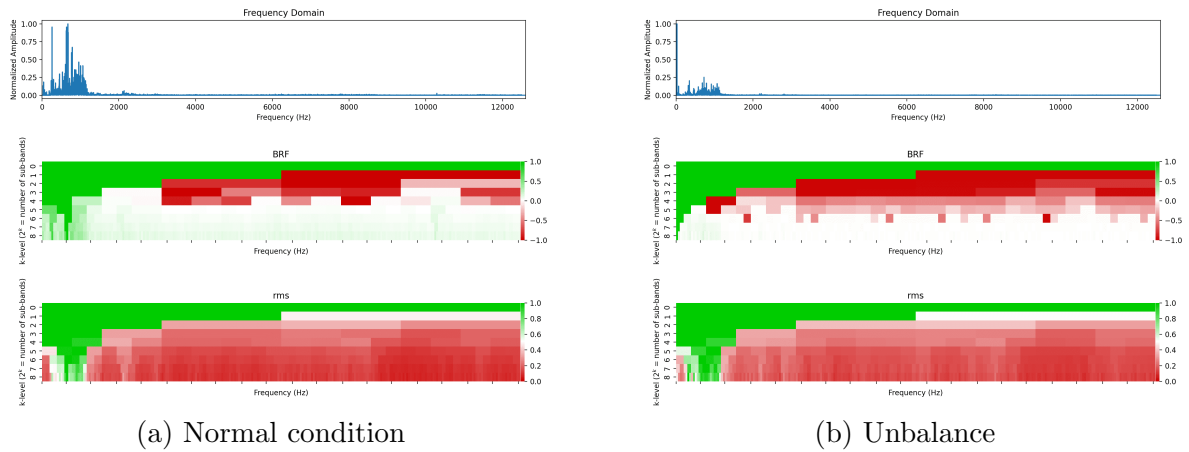 Frequency Domain
Normalized Amplitude
1.00
0.75
0.50
0.25
0.00
0 2000 4000 6000 8000 10000 12000
Frequency (Hz)
BRF
k-level (2^k = number of sub-bands)
0 1 2 3 4 5 6 7 8
1.0
0.5
0.0
−0.5
−1.0
Frequency (Hz)
rms
k-level (2^k = number of sub-bands)
0 1 2 3 4 5 6 7 8
1.0
0.8
0.6
0.4
0.2
0.0
Frequency (Hz)
(a) Normal condition
Frequency Domain
Normalized Amplitude
1.00
0.75
0.50
0.25
0.00
0 2000 4000 6000 8000 10000 12000
Frequency (Hz)
BRF
k-level (2^k = number of sub-bands)
0 1 2 3 4 5 6 7 8
1.0
0.5
0.0
−0.5
−1.0
Frequency (Hz)
rms
k-level (2^k = number of sub-bands)
0 1 2 3 4 5 6 7 8
1.0
0.8
0.6
0.4
0.2
0.0
Frequency (Hz)
(b) Unbalance